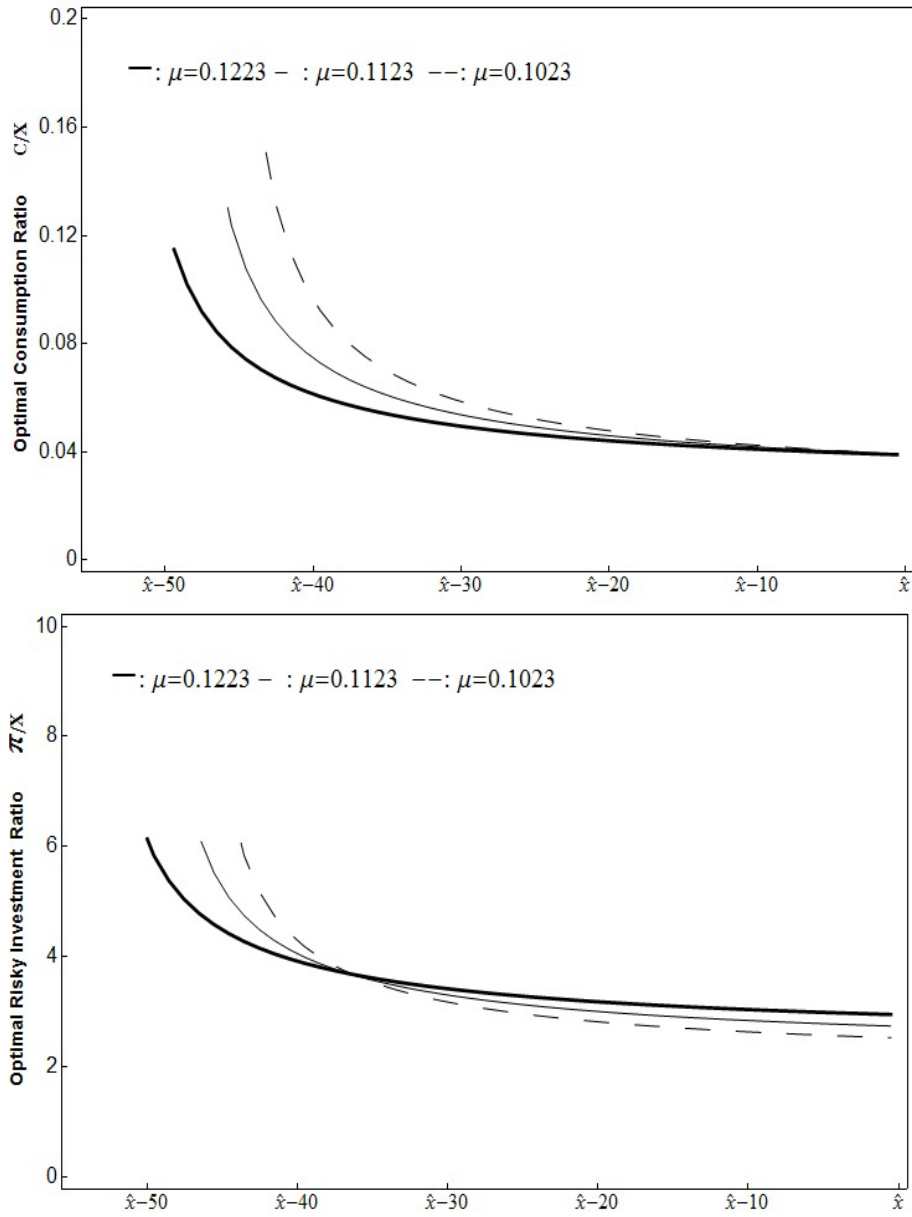 0.2
━: μ=0.1223 – : μ=0.1123 ––: μ=0.1023
0.16
0.12
0.08
0.04
0
Optimal Consumption Ratio C/X
x̂−50 x̂−40 x̂−30 x̂−20 x̂−10 x̂
10
━: μ=0.1223 – : μ=0.1123 ––: μ=0.1023
8
6
4
2
0
Optimal Risky Investment Ratio π/X
x̂−50 x̂−40 x̂−30 x̂−20 x̂−10 x̂